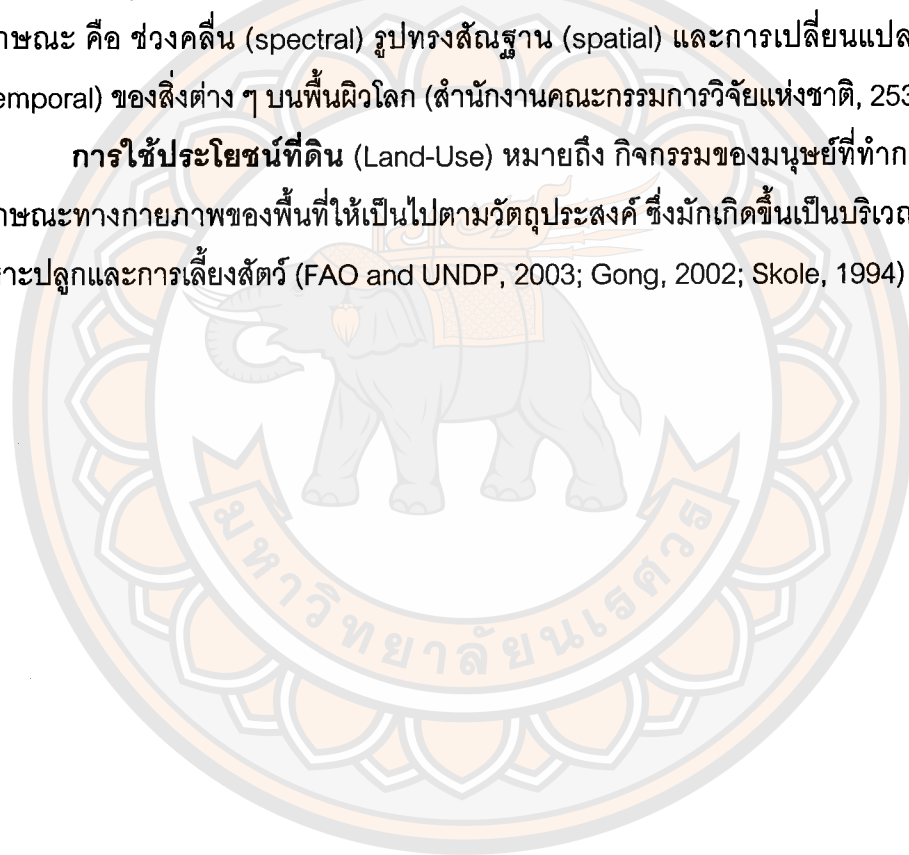 าษณะ คือ ช่วงคลื่น (spectral) รูปทรงสัณฐาน (spatial) และการเปลี่ยนแปล
emporal) ของสิ่งต่าง ๆ บนพื้นผิวโลก (สำนักงานคณะกรรมการวิจัยแห่งชาติ, 253
การใช้ประโยชน์ที่ดิน (Land-Use) หมายถึง กิจกรรมของมนุษย์ที่ทำก
าษณะทางกายภาพของพื้นที่ให้เป็นไปตามวัตถุประสงค์ ซึ่งมักเกิดขึ้นเป็นบริเวณ
าะปลูกและการเลี้ยงสัตว์ (FAO and UNDP, 2003; Gong, 2002; Skole, 1994)
มหาวิทยาลัยนเรศวร